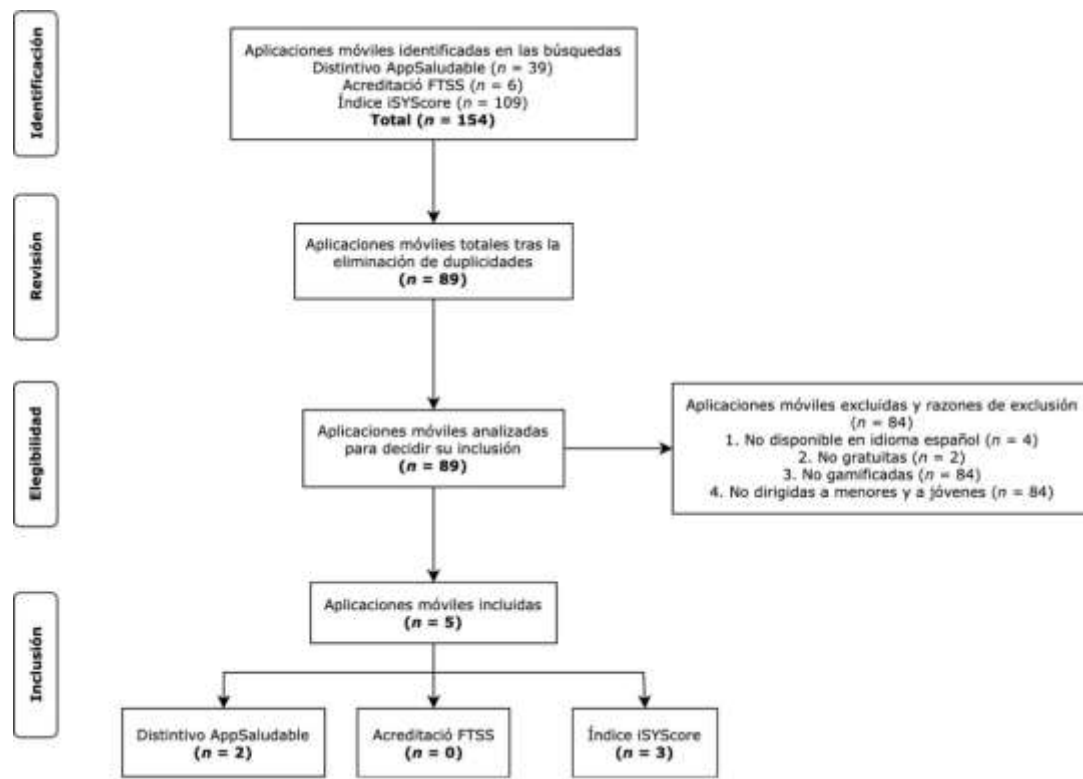 Identificación
Aplicaciones móviles identificadas en las búsquedas
Distintivo AppSaludable (n = 39)
Acreditació FTSS (n = 6)
Índice iSYScore (n = 109)
Total (n = 154)
Revisión
Aplicaciones móviles totales tras la
eliminación de duplicidades
(n = 89)
Elegibilidad
Aplicaciones móviles analizadas
para decidir su inclusión
(n = 89)
Aplicaciones móviles excluidas y razones de exclusión
(n = 84)
1. No disponible en idioma español (n = 4)
2. No gratuitas (n = 2)
3. No gamificadas (n = 84)
4. No dirigidas a menores y a jóvenes (n = 84)
Inclusión
Aplicaciones móviles incluidas
(n = 5)
Distintivo AppSaludable
(n = 2)
Acreditació FTSS
(n = 0)
Índice iSYScore
(n = 3)